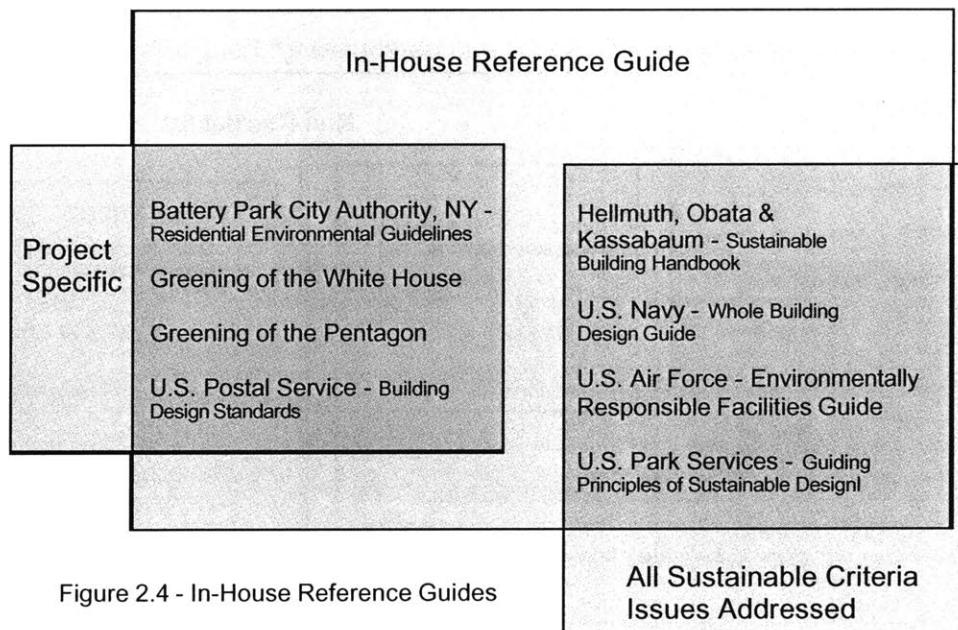 In-House Reference Guide
Project
Specific
Battery Park City Authority, NY -
Residential Environmental Guidelines
Greening of the White House
Greening of the Pentagon
U.S. Postal Service - Building
Design Standards
Hellmuth, Obata &
Kassabaum - Sustainable
Building Handbook
U.S. Navy - Whole Building
Design Guide
U.S. Air Force - Environmentally
Responsible Facilities Guide
U.S. Park Services - Guiding
Principles of Sustainable Designl
All Sustainable Criteria
Issues Addressed
Figure 2.4 - In-House Reference Guides